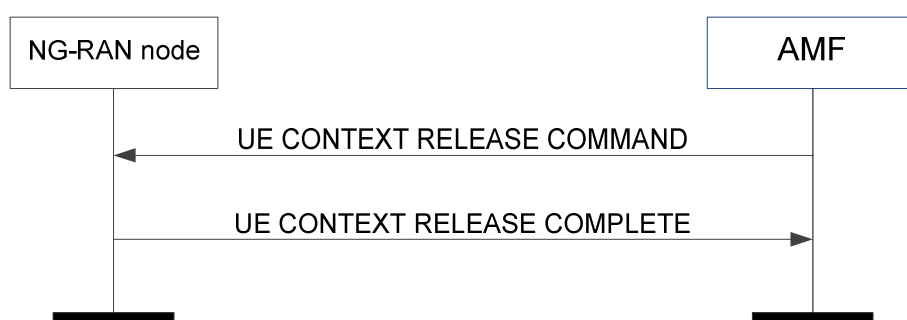 NG-RAN node
AMF
UE CONTEXT RELEASE COMMAND
UE CONTEXT RELEASE COMPLETE